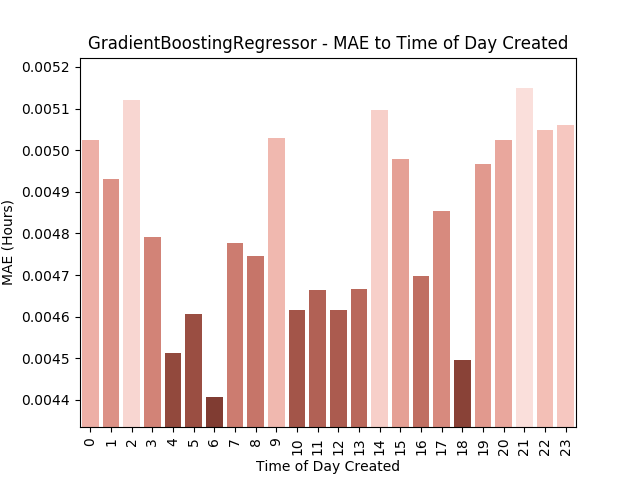 GradientBoostingRegressor - MAE to Time of Day Created
0.0052
0.0051
0.0050
0.0049
0.0048
0.0047
0.0046
0.0045
0.0044
MAE (Hours)
0 1 2 3 4 5 6 7 8 9 10 11 12 13 14 15 16 17 18 19 20 21 22 23
Time of Day Created